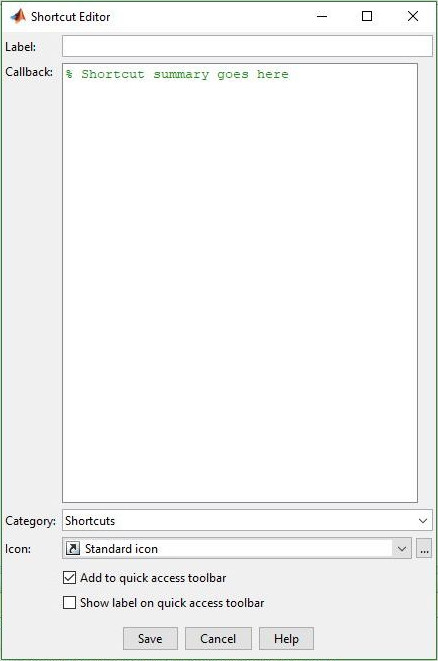 Shortcut Editor
Label:
Callback:
% Shortcut summary goes here
Category:
Shortcuts
Icon:
Standard icon
...
Add to quick access toolbar
Show label on quick access toolbar
Save
Cancel
Help